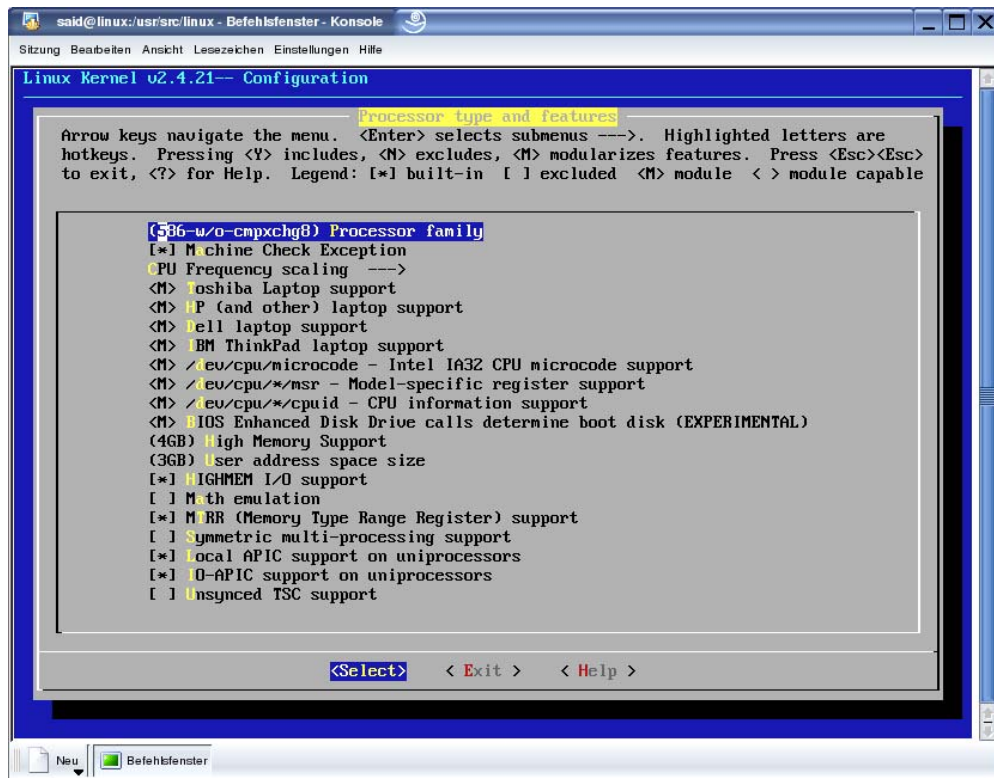 said@linux:/usr/src/linux - Befehlsfenster - Konsole
Sitzung Bearbeiten Ansicht Lesezeichen Einstellungen Hilfe
Linux Kernel v2.4.21-- Configuration
Processor type and features
Arrow keys navigate the menu. <Enter> selects submenus --->. Highlighted letters are
hotkeys. Pressing <Y> includes, <N> excludes, <M> modularizes features. Press <Esc><Esc>
to exit, <?> for Help. Legend: [*] built-in [ ] excluded <M> module < > module capable
(586-w/o-cmpxchg8) Processor family
[*] Machine Check Exception
CPU Frequency scaling --->
<M> Toshiba Laptop support
<M> HP (and other) laptop support
<M> Dell laptop support
<M> IBM ThinkPad laptop support
<M> /dev/cpu/microcode - Intel IA32 CPU microcode support
<M> /dev/cpu/*/msr - Model-specific register support
<M> /dev/cpu/*/cpuid - CPU information support
<M> BIOS Enhanced Disk Drive calls determine boot disk (EXPERIMENTAL)
(4GB) High Memory Support
(3GB) User address space size
[*] HIGHMEM I/O support
[ ] Math emulation
[*] MTRR (Memory Type Range Register) support
[ ] Symmetric multi-processing support
[*] Local APIC support on uniprocessors
[*] IO-APIC support on uniprocessors
[ ] Unsynced TSC support
<Select> < Exit > < Help >
Neu Befehlsfenster